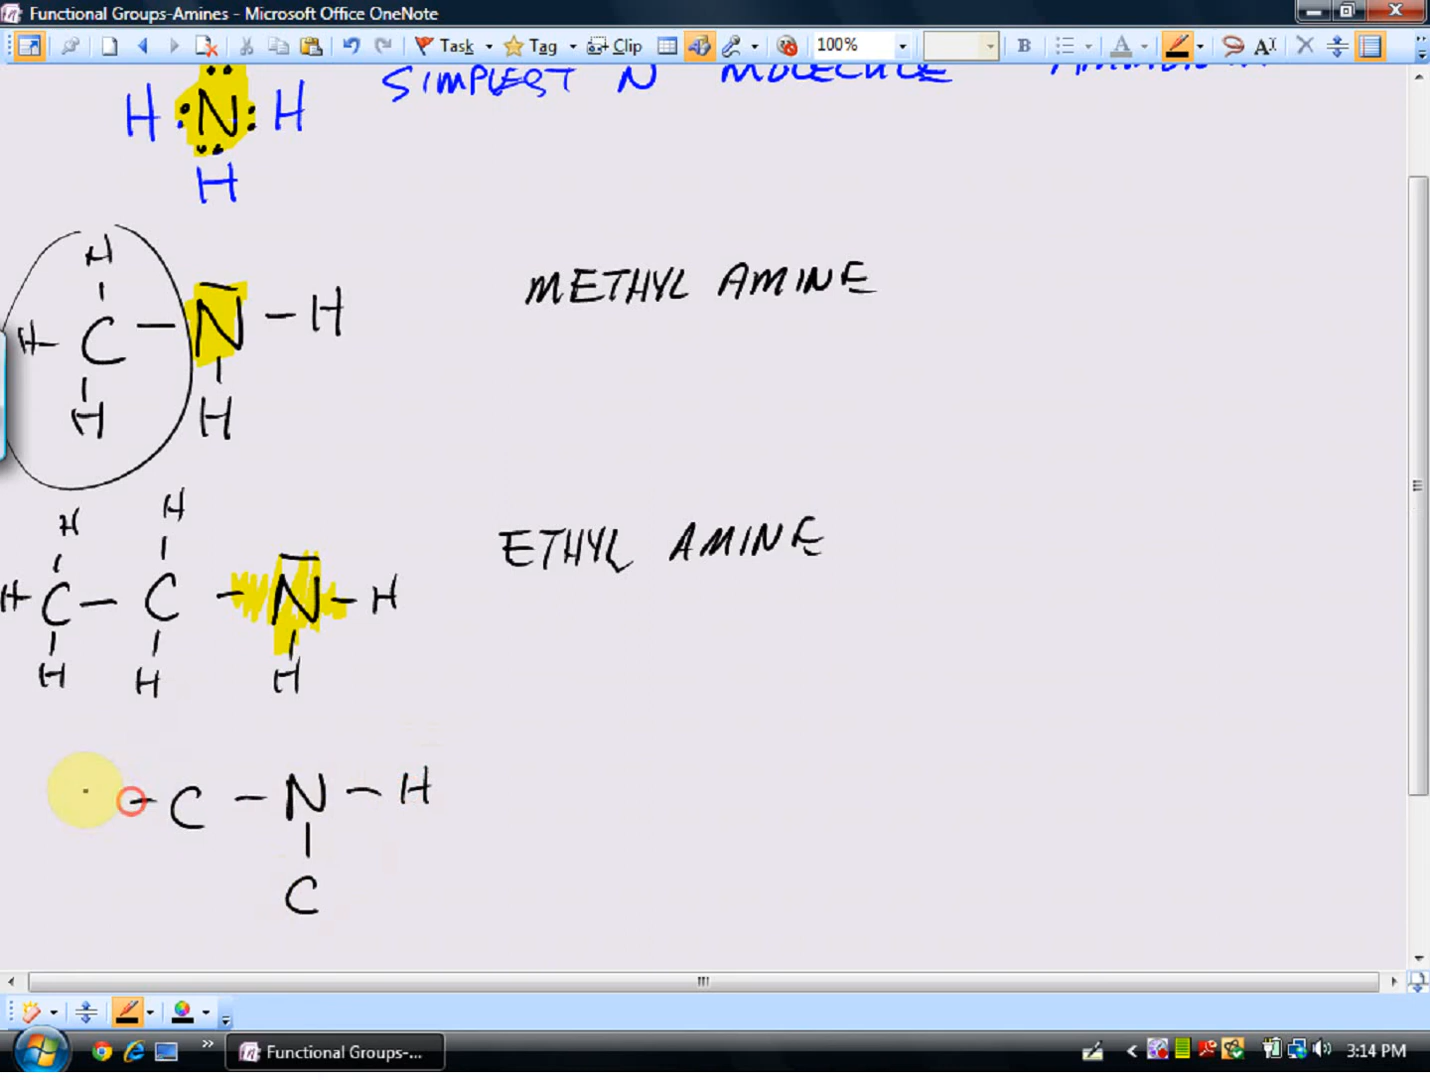 Functional Groups-Amines - Microsoft Office OneNote
Task Tag Clip 100% B A
SIMPLEST N MOLECULE
H N H
H
H
H C N H
H H
METHYL AMINE
H H
H C C N H
H H H
ETHYL AMINE
C N H
C
Functional Groups-... 3:14 PM